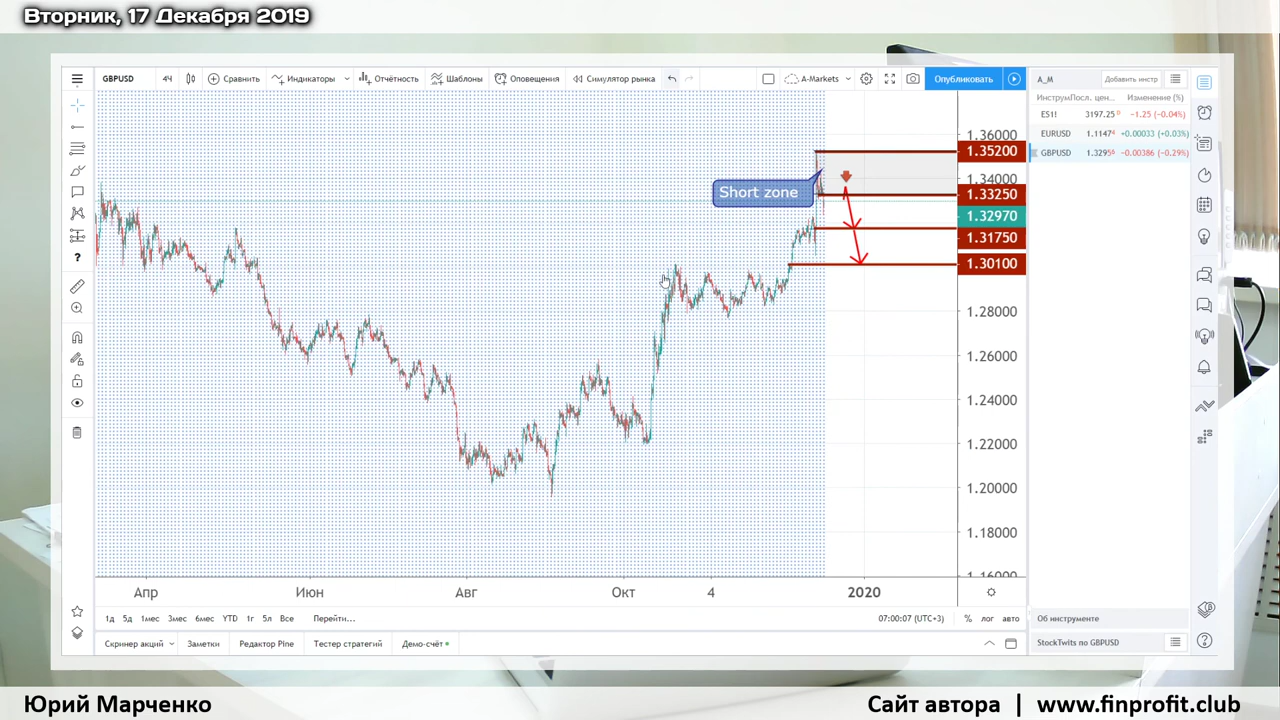 Вторник, 17 Декабря 2019
GBPUSD
4Ч
Сравнить
Индикаторы
Отчётность
Шаблоны
Оповещения
Симулятор рынка
A-Markets
Опубликовать
A_M
Добавить инстр
Инструм Посл. цен... Изменение (%)
ES1! 3197.25 D −1.25 (−0.04%)
EURUSD 1.1147⁴ +0.00033 (+0.03%)
GBPUSD 1.3295⁶ −0.00386 (−0.29%)
1.36000
1.35200
1.34000
1.33250
1.32970
1.31750
1.30100
1.28000
1.26000
1.24000
1.22000
1.20000
1.18000
1.16000
Short zone
Апр
Июн
Авг
Окт
4
2020
1д 5д 1мес 3мес 6мес YTD 1г 5л Все Перейти...
07:00:07 (UTC+3) % лог авто
Об инструменте
Скринер акций Заметки Редактор Pine Тестер стратегий Демо-счёт
StockTwits по GBPUSD
Юрий Марченко
Сайт автора | www.finprofit.club